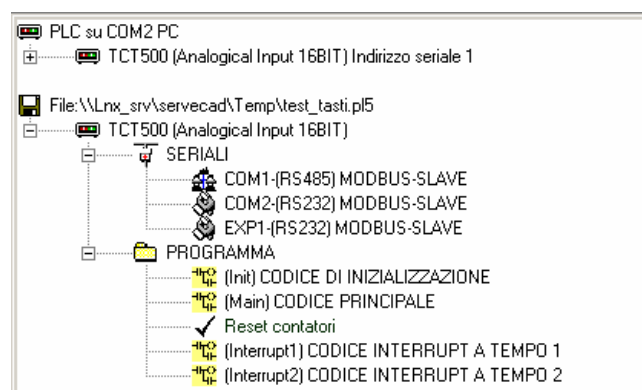 PLC su COM2 PC
TCT500 (Analogical Input 16BIT) Indirizzo seriale 1
File:\\Lnx_srv\servecad\Temp\test_tasti.pl5
TCT500 (Analogical Input 16BIT)
SERIALI
COM1-(RS485) MODBUS-SLAVE
COM2-(RS232) MODBUS-SLAVE
EXP1-(RS232) MODBUS-SLAVE
PROGRAMMA
(Init) CODICE DI INIZIALIZZAZIONE
(Main) CODICE PRINCIPALE
Reset contatori
(Interrupt1) CODICE INTERRUPT A TEMPO 1
(Interrupt2) CODICE INTERRUPT A TEMPO 2